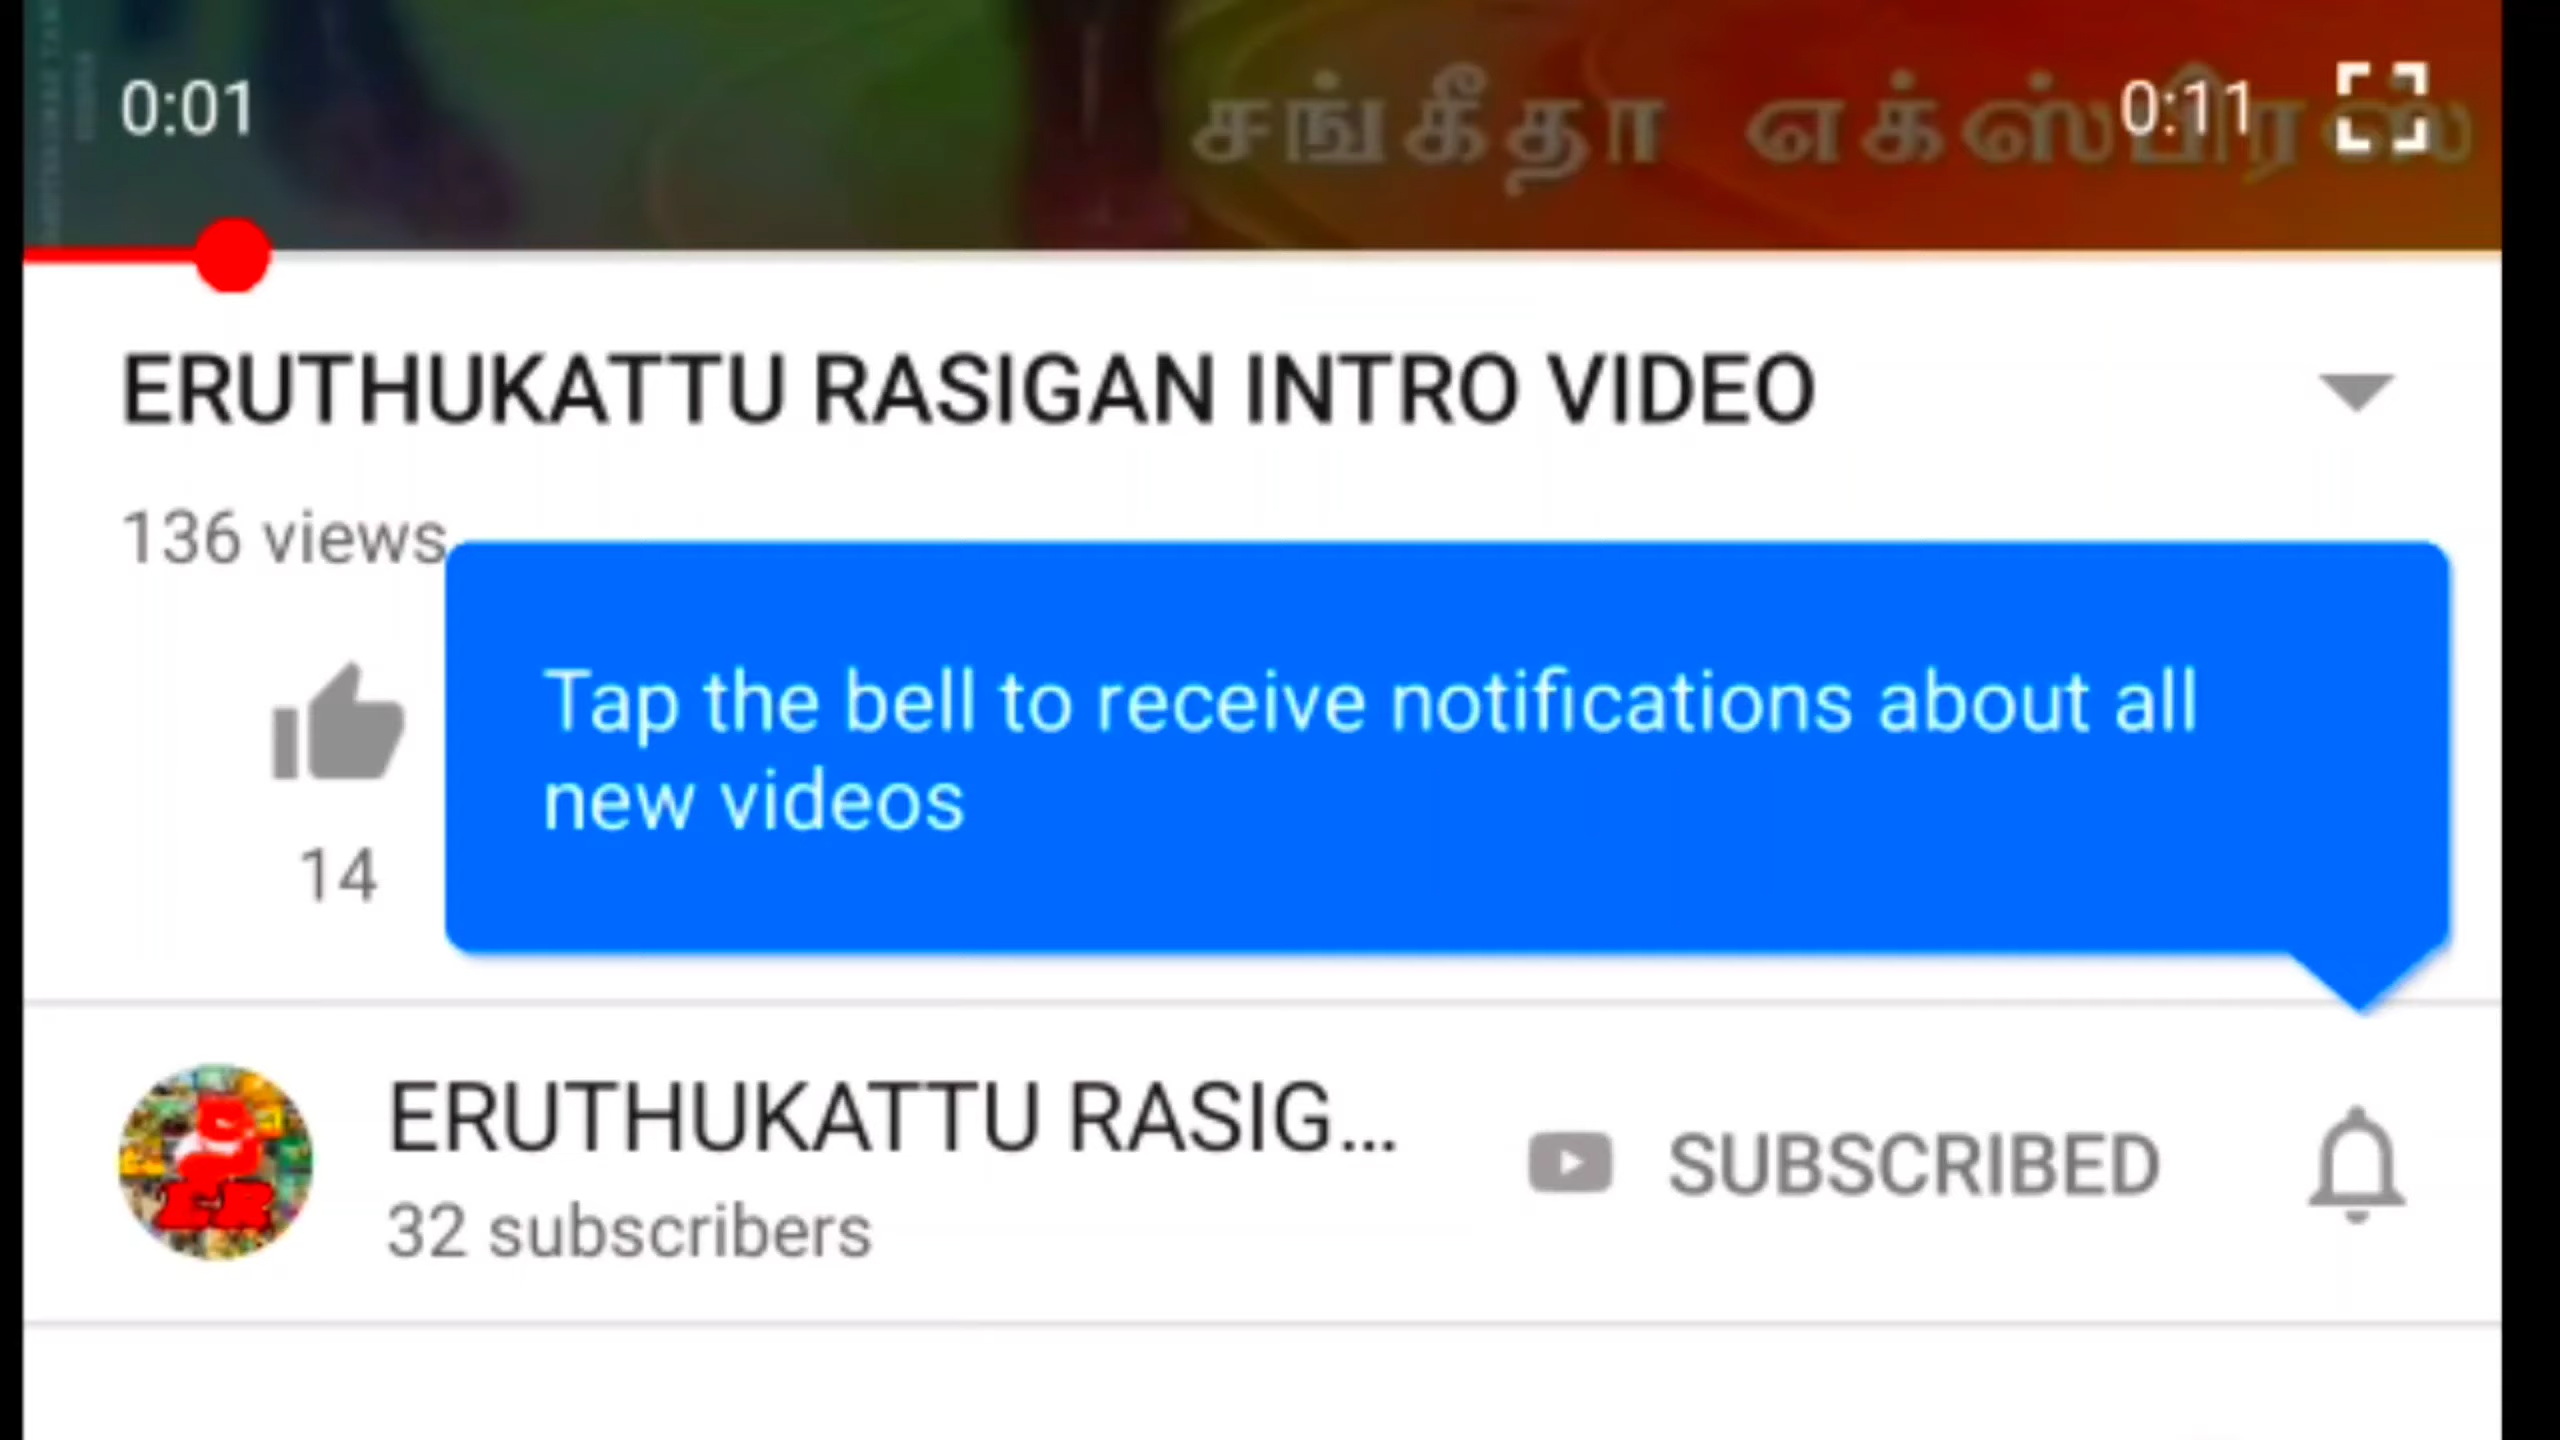 0:01
சங்கீதா எக்ஸ்பிரஸ்
0:11
ERUTHUKATTU RASIGAN INTRO VIDEO
136 views
Tap the bell to receive notifications about all
new videos
14
ERUTHUKATTU RASIG...
SUBSCRIBED
32 subscribers
ER